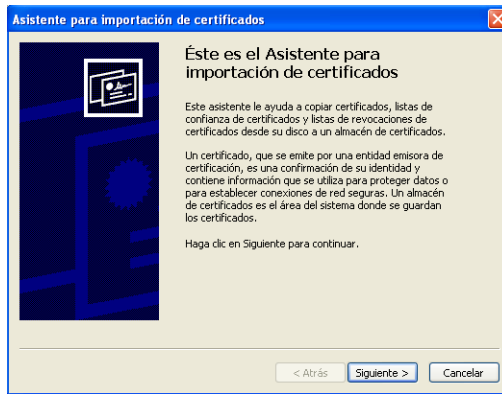 Asistente para importación de certificados
Éste es el Asistente para
importación de certificados
Este asistente le ayuda a copiar certificados, listas de
confianza de certificados y listas de revocaciones de
certificados desde su disco a un almacén de certificados.
Un certificado, que se emite por una entidad emisora de
certificación, es una confirmación de su identidad y
contiene información que se utiliza para proteger datos o
para establecer conexiones de red seguras. Un almacén
de certificados es el área del sistema donde se guardan
los certificados.
Haga clic en Siguiente para continuar.
< Atrás Siguiente > Cancelar